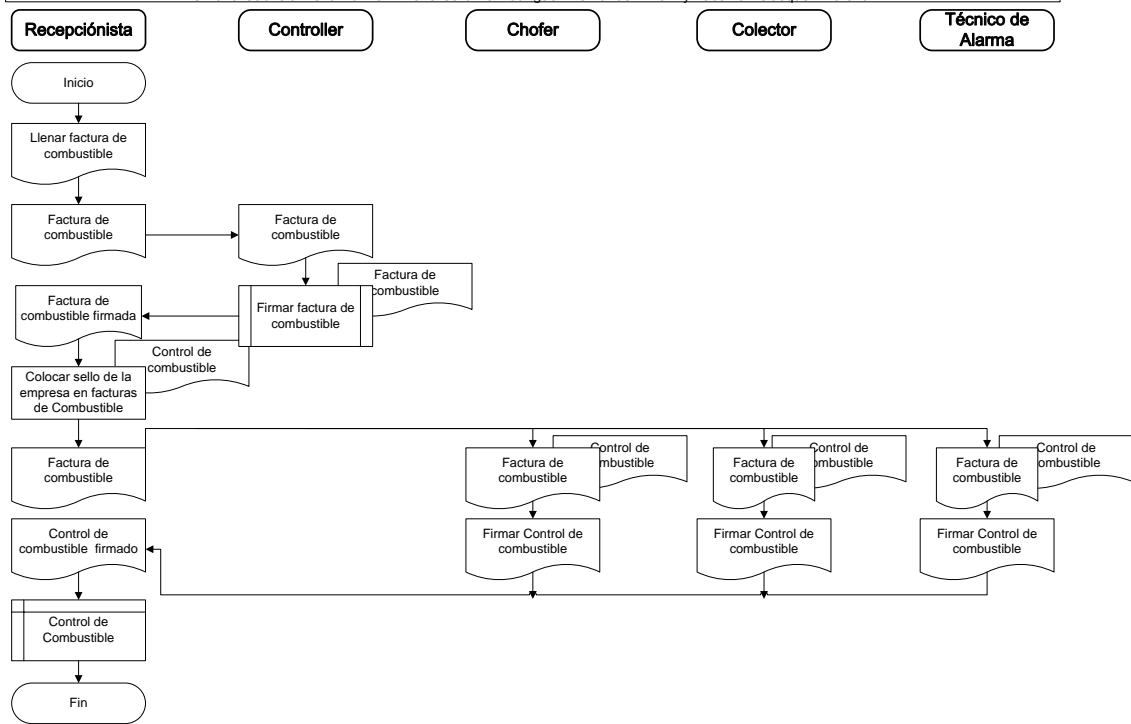 Recepciónista
Controller
Chofer
Colector
Técnico de
Alarma
Inicio
Llenar factura de
combustible
Factura de
combustible
Factura de
combustible
Factura de
combustible
Firmar factura de
combustible
Factura de
combustible firmada
Control de
combustible
Colocar sello de la
empresa en facturas
de Combustible
Factura de
combustible
Factura de
combustible
Control de
combustible
Factura de
combustible
Control de
combustible
Factura de
combustible
Control de
combustible
Control de
combustible firmado
Firmar Control de
combustible
Firmar Control de
combustible
Firmar Control de
combustible
Control de
Combustible
Fin